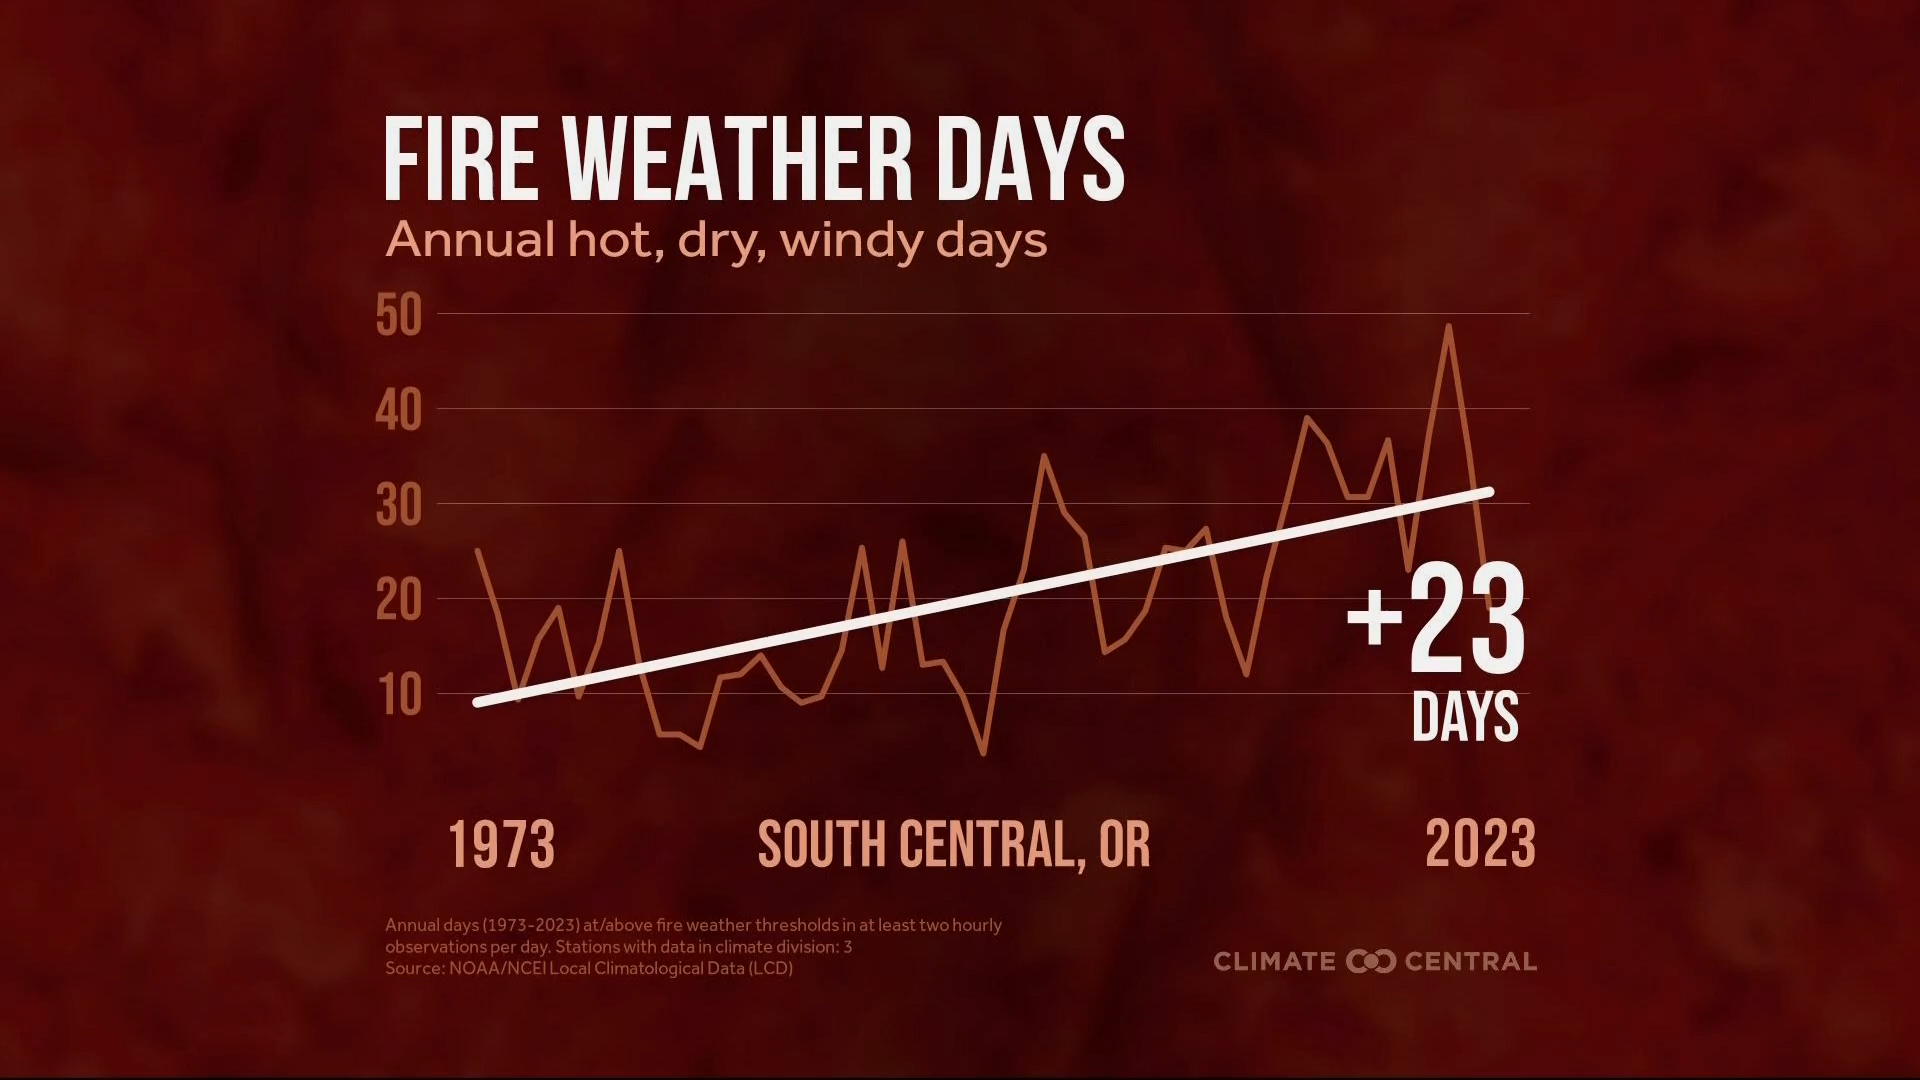 FIRE WEATHER DAYS
Annual hot, dry, windy days
50
40
30
20
10
+23
DAYS
1973
SOUTH CENTRAL, OR
2023
Annual days (1973-2023) at/above fire weather thresholds in at least two hourly
observations per day. Stations with data in climate division: 3
Source: NOAA/NCEI Local Climatological Data (LCD)
CLIMATE CENTRAL